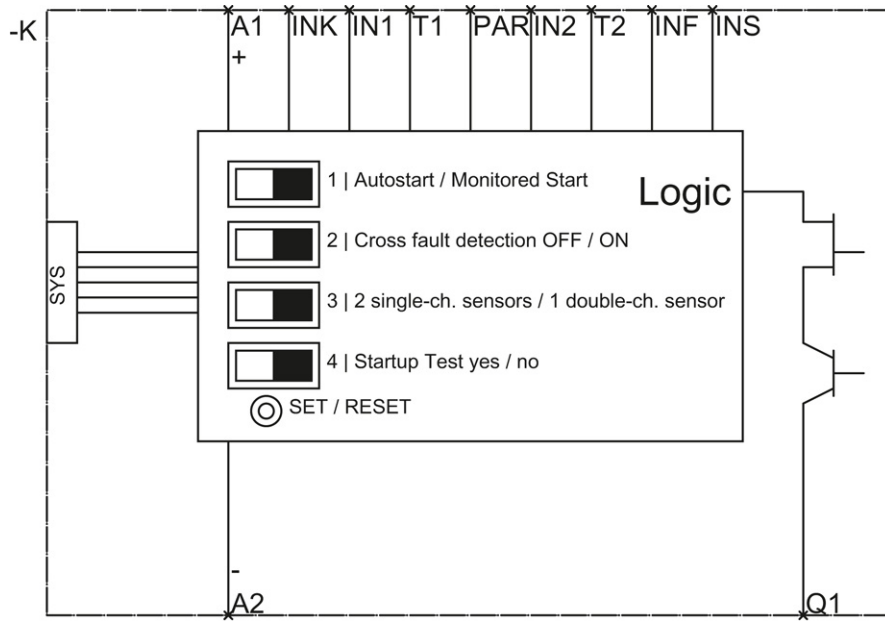 -K
A1 INK IN1 T1 PAR IN2 T2 INF INS
+
1 | Autostart / Monitored Start
Logic
2 | Cross fault detection OFF / ON
SYS
3 | 2 single-ch. sensors / 1 double-ch. sensor
4 | Startup Test yes / no
SET / RESET
-
A2
Q1